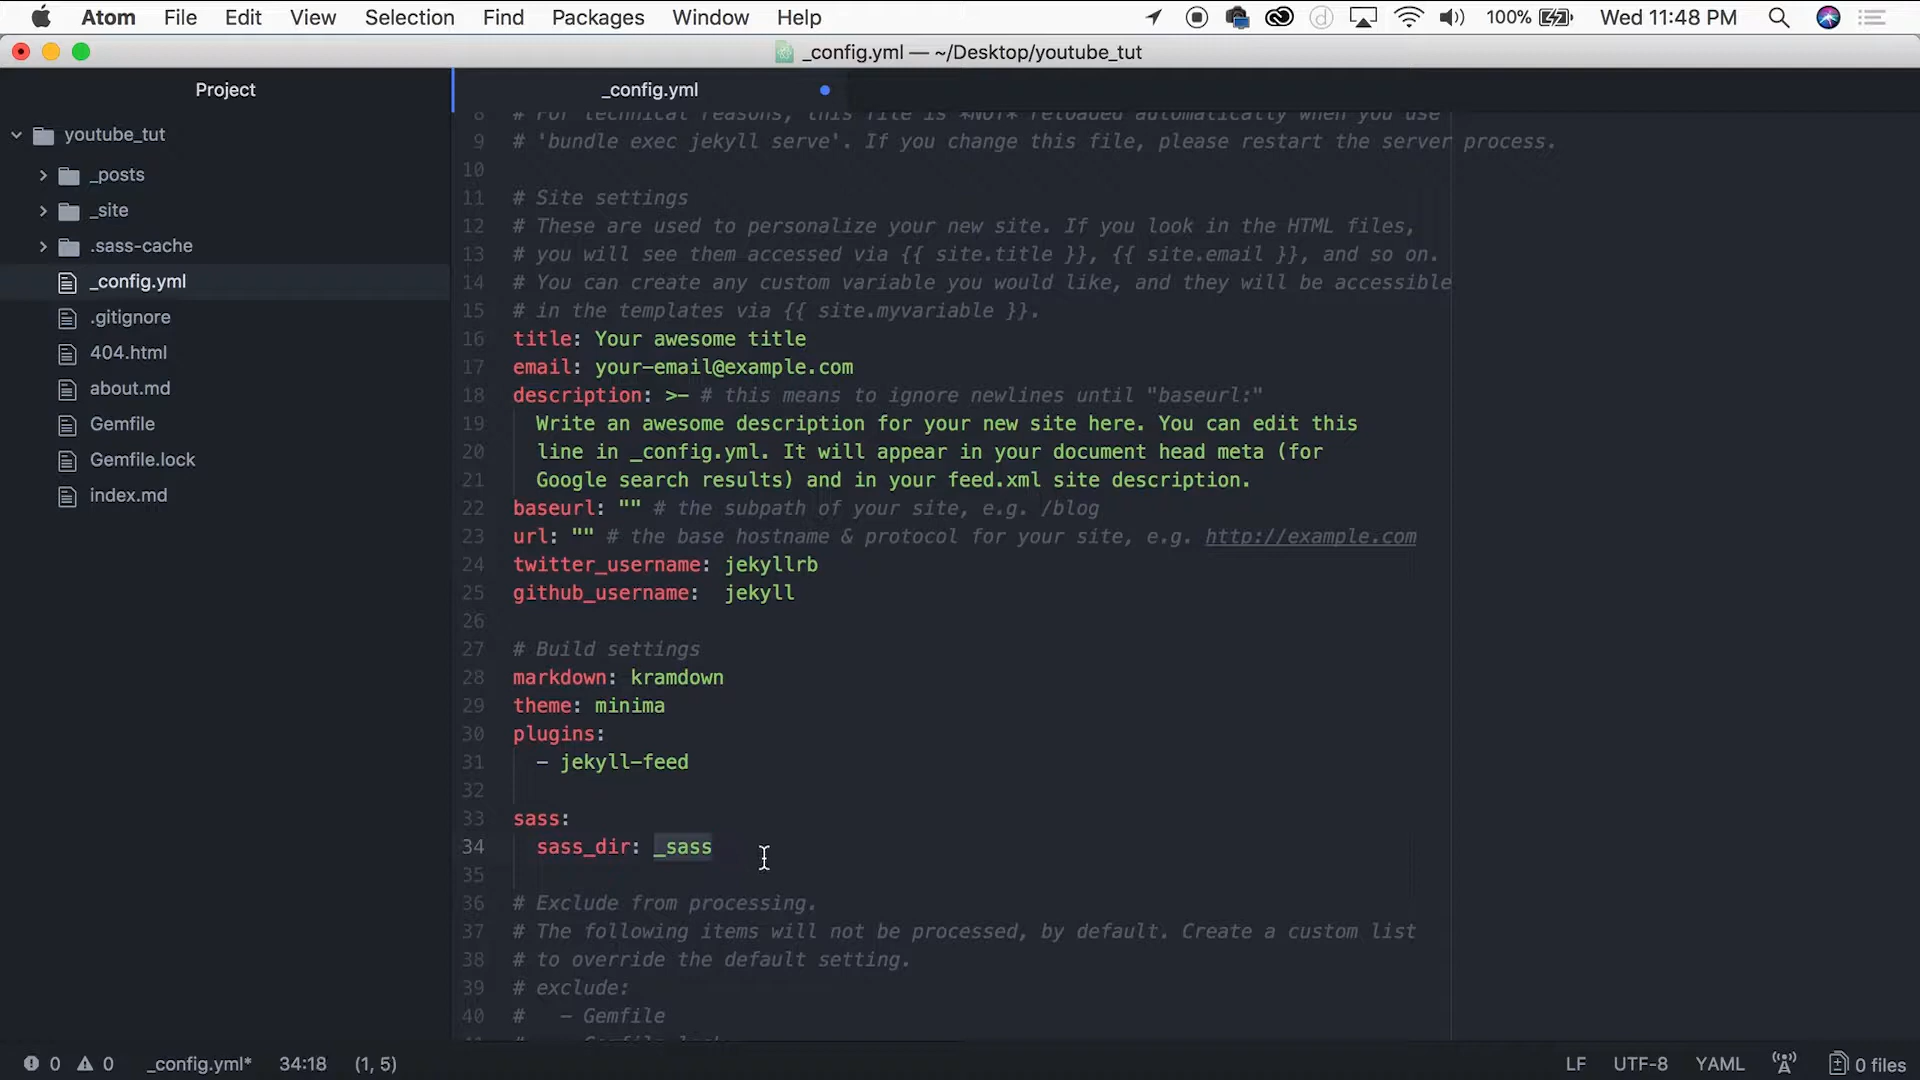 Atom File Edit View Selection Find Packages Window Help 100% Wed 11:48 PM
_config.yml — ~/Desktop/youtube_tut
Project
_config.yml
youtube_tut
_posts
_site
.sass-cache
_config.yml
.gitignore
404.html
about.md
Gemfile
Gemfile.lock
index.md
8 # For technical reasons, this file is *NOT* reloaded automatically when you use
9 # 'bundle exec jekyll serve'. If you change this file, please restart the server process.
10
11 # Site settings
12 # These are used to personalize your new site. If you look in the HTML files,
13 # you will see them accessed via {{ site.title }}, {{ site.email }}, and so on.
14 # You can create any custom variable you would like, and they will be accessible
15 # in the templates via {{ site.myvariable }}.
16 title: Your awesome title
17 email: your-email@example.com
18 description: >- # this means to ignore newlines until "baseurl:"
19 Write an awesome description for your new site here. You can edit this
20 line in _config.yml. It will appear in your document head meta (for
21 Google search results) and in your feed.xml site description.
22 baseurl: "" # the subpath of your site, e.g. /blog
23 url: "" # the base hostname & protocol for your site, e.g. http://example.com
24 twitter_username: jekyllrb
25 github_username:  jekyll
26
27 # Build settings
28 markdown: kramdown
29 theme: minima
30 plugins:
31 - jekyll-feed
32
33 sass:
34 sass_dir: _sass
35
36 # Exclude from processing.
37 # The following items will not be processed, by default. Create a custom list
38 # to override the default setting.
39 # exclude:
40 #   - Gemfile
0 0 _config.yml* 34:18 (1, 5) LF UTF-8 YAML 0 files